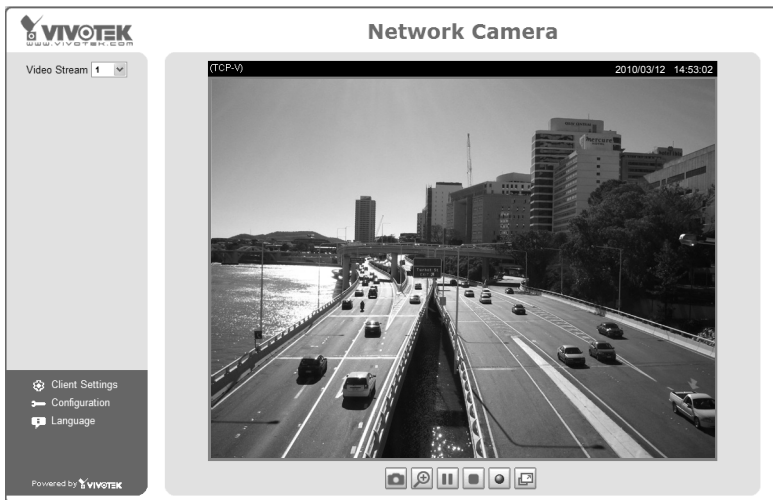 VIVOTEK
www.vivotek.com
Network Camera
Video Stream 1
(TCP-V) 2010/03/12 14:53:02
Mercure
Client Settings
Configuration
Language
Powered by VIVOTEK